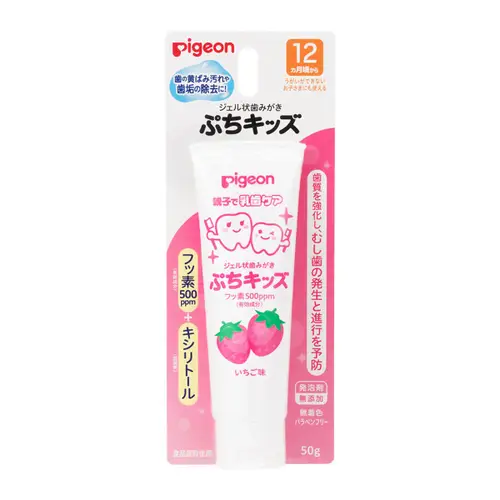 Pigeon
12
カ月頃から
うがいができない
お子さまにも使える
歯の黄ばみ汚れや
歯垢の除去に!
ジェル状歯みがき
ぷちキッズ
Pigeon
調子で乳歯ケア
ジェル状歯みがき
ぷちキッズ
フッ素500ppm
(有効成分)
いちご味
フッ素
500ppm
+
キシリトール
歯質を強化し、むし歯の発生と進行を予防
発泡剤
無添加
無着色
パラベンフリー
50g